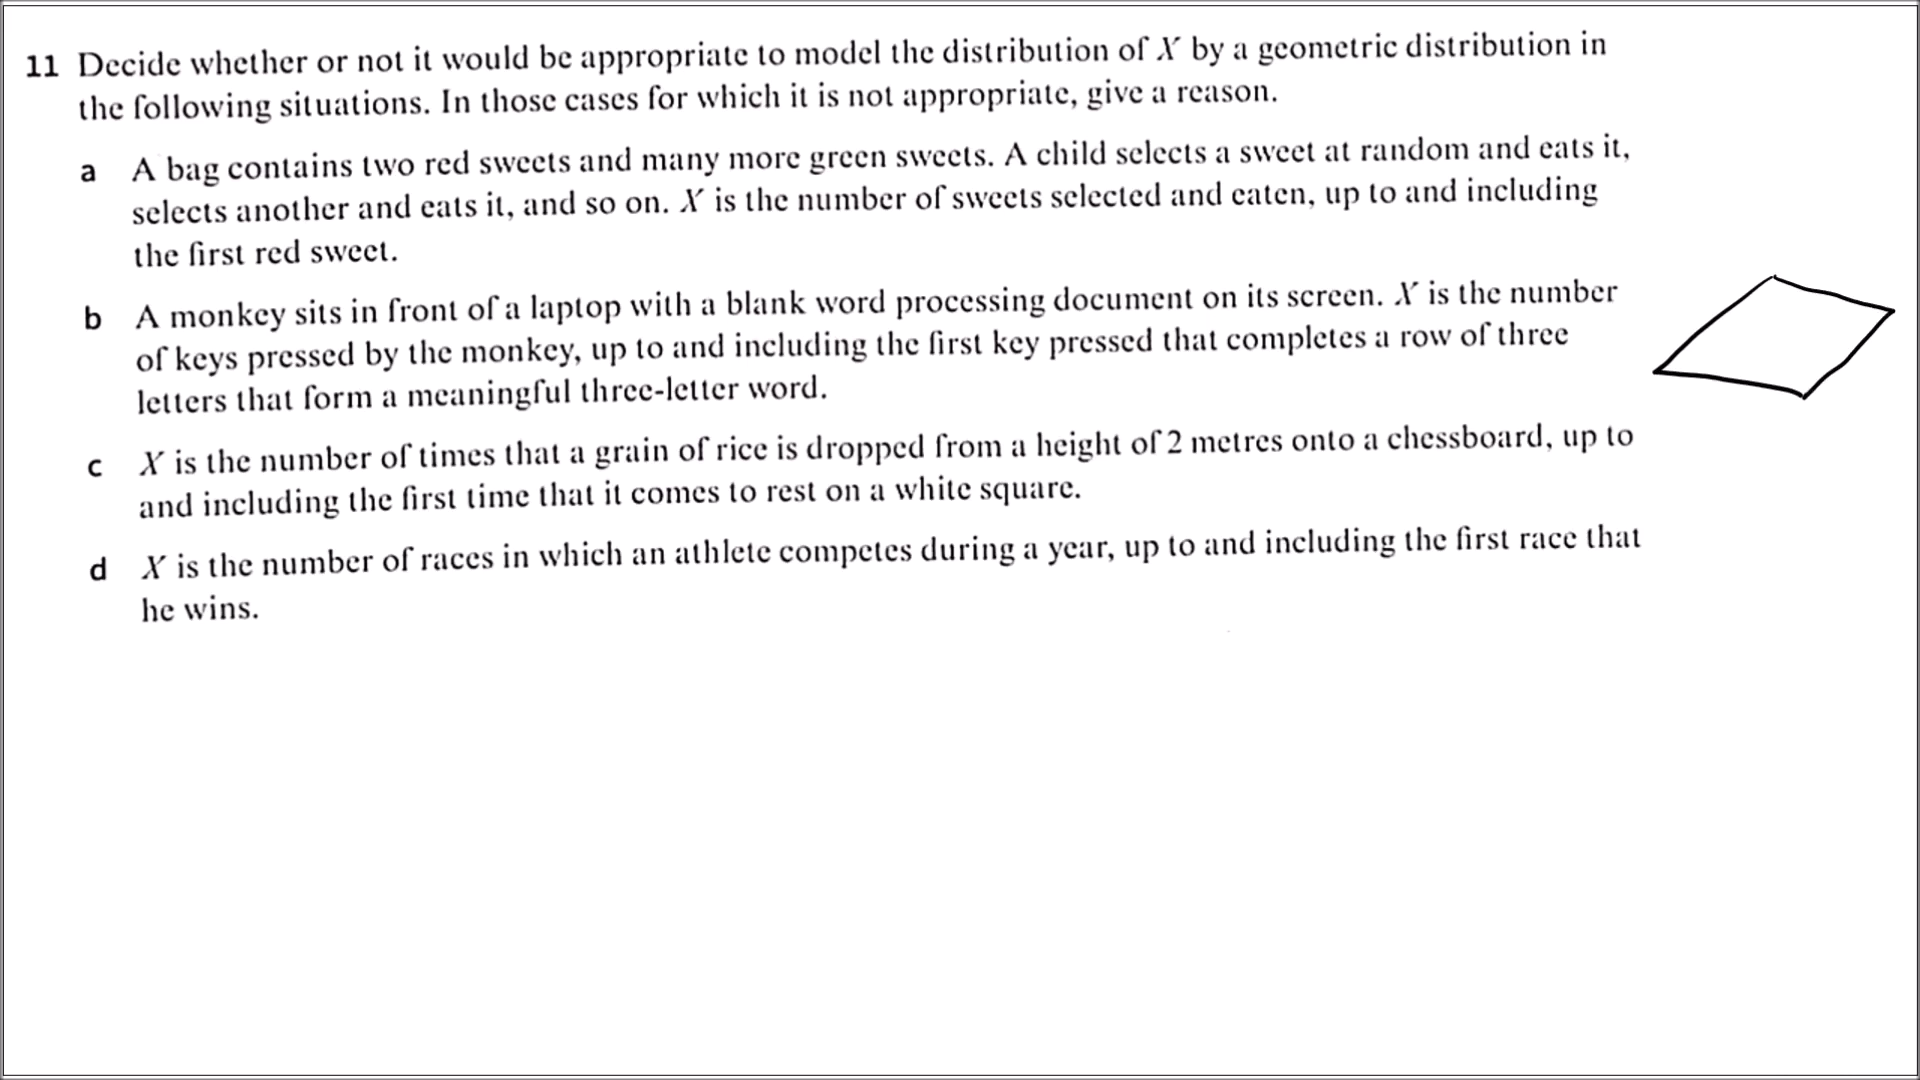 11 Decide whether or not it would be appropriate to model the distribution of X by a geometric distribution in
the following situations. In those cases for which it is not appropriate, give a reason.
a A bag contains two red sweets and many more green sweets. A child selects a sweet at random and eats it,
selects another and eats it, and so on. X is the number of sweets selected and eaten, up to and including
the first red sweet.
b A monkey sits in front of a laptop with a blank word processing document on its screen. X is the number
of keys pressed by the monkey, up to and including the first key pressed that completes a row of three
letters that form a meaningful three-letter word.
c X is the number of times that a grain of rice is dropped from a height of 2 metres onto a chessboard, up to
and including the first time that it comes to rest on a white square.
d X is the number of races in which an athlete competes during a year, up to and including the first race that
he wins.